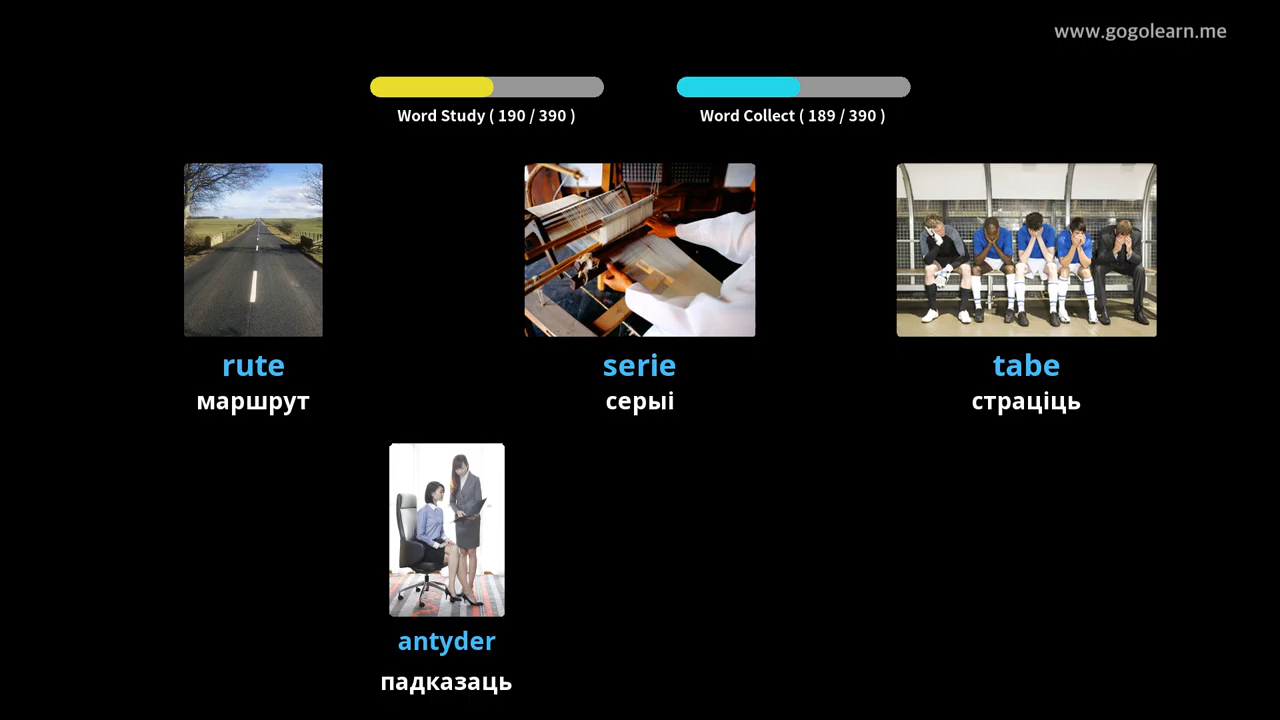 www.gogolearn.me
Word Study ( 190 / 390 )
Word Collect ( 189 / 390 )
rute
маршрут
serie
серыі
tabe
страціць
antyder
падказаць